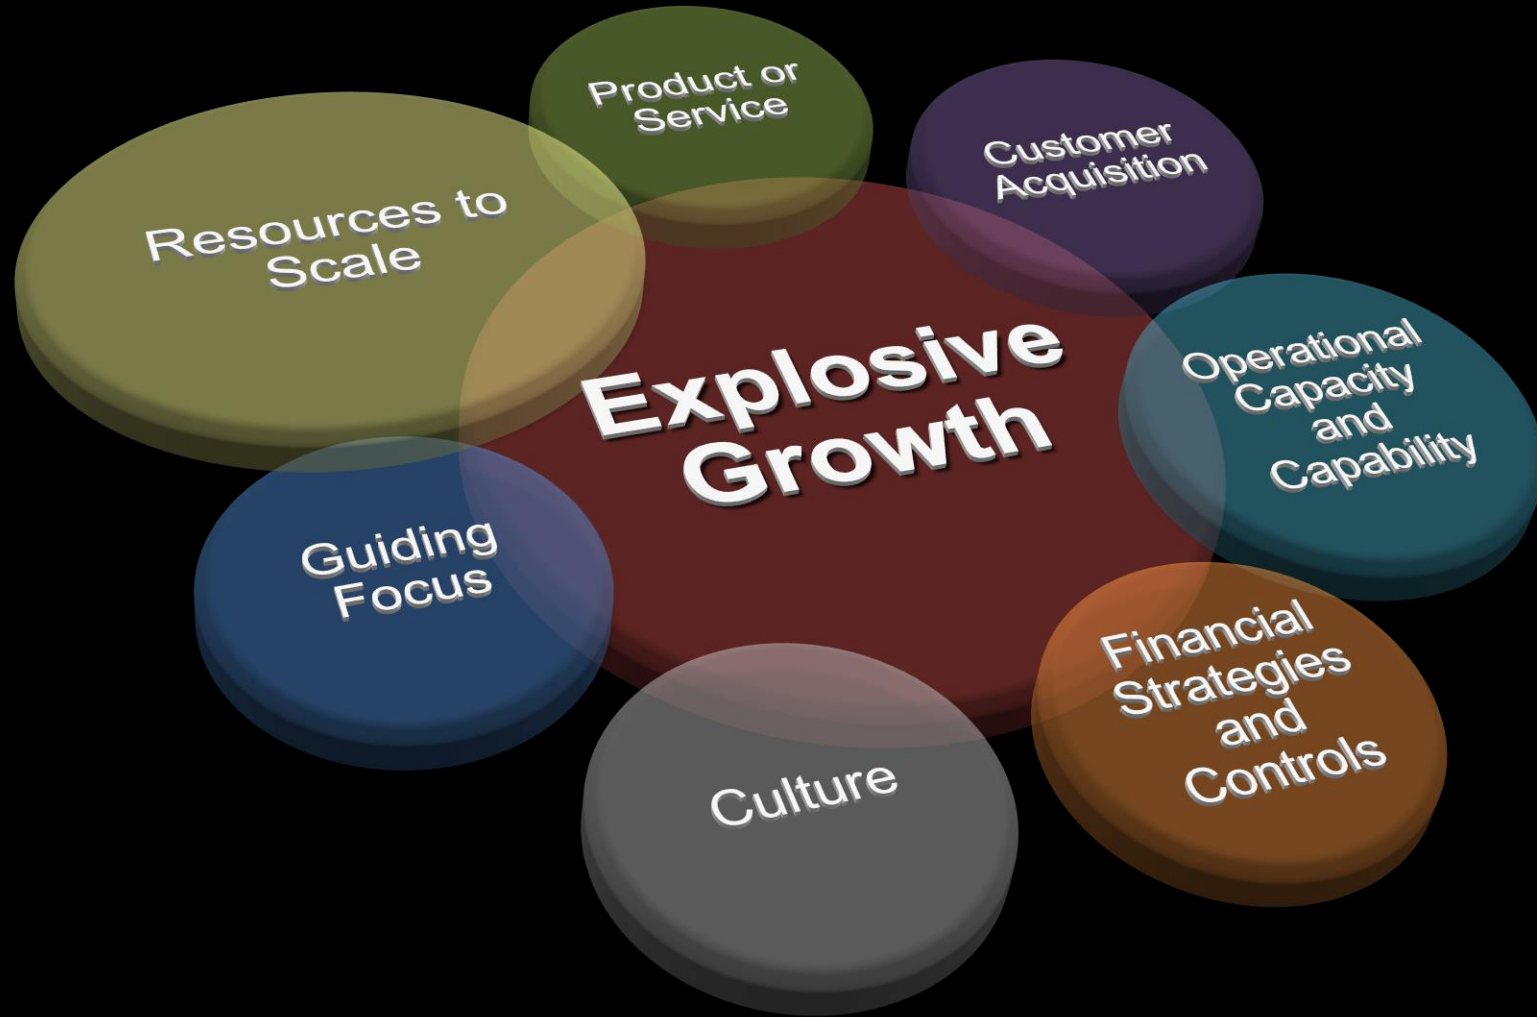 Product or
Service
Customer
Acquisition
Resources to
Scale
Explosive
Growth
Operational
Capacity
and
Capability
Guiding
Focus
Financial
Strategies
and
Controls
Culture